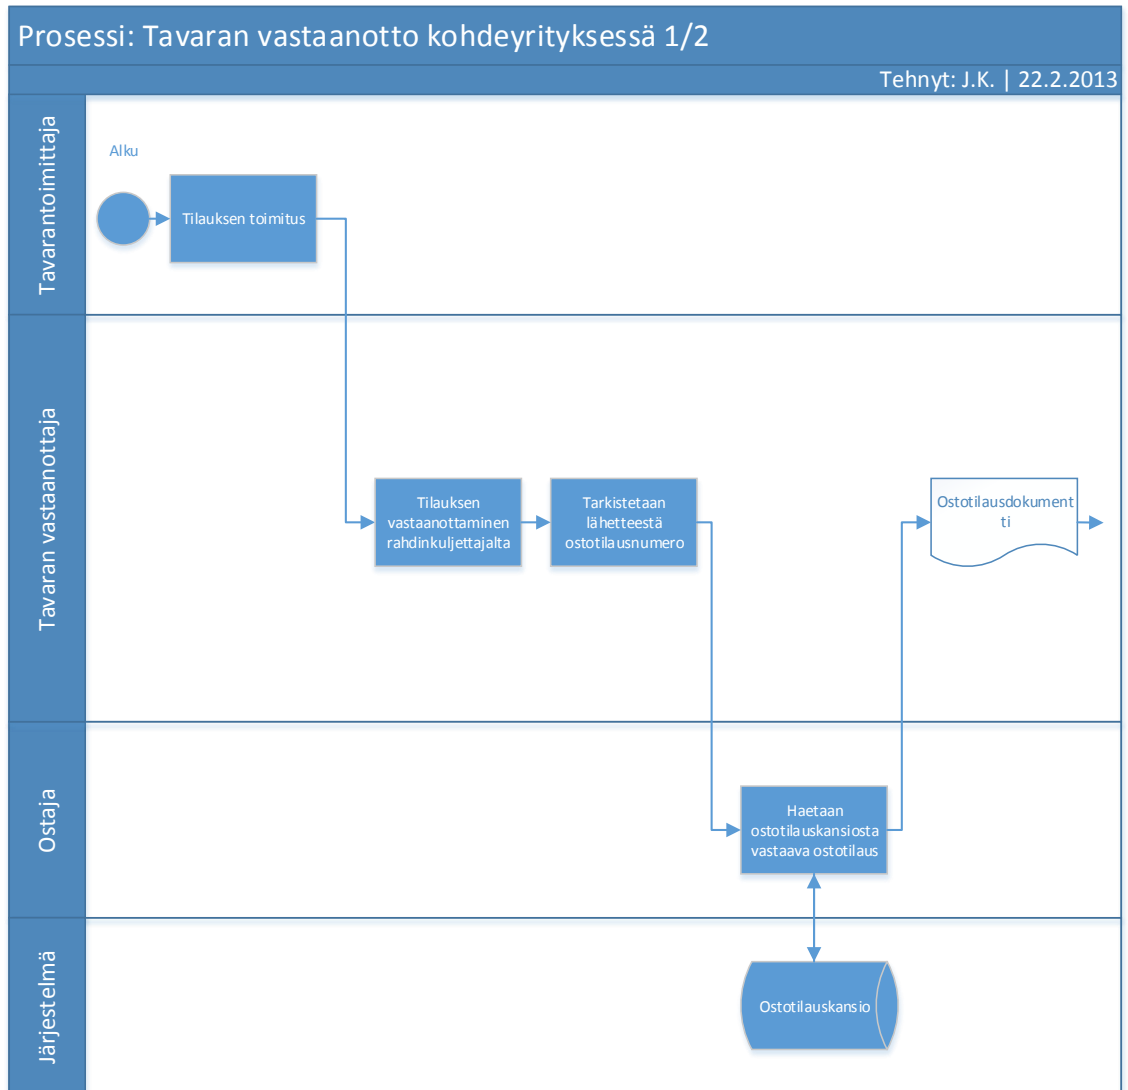 Prosessi: Tavaran vastaanotto kohdeyrityksessä 1/2
Tehnyt: J.K. | 22.2.2013
Tavarantoimittaja
Alku
Tilauksen toimitus
Tavaran vastaanottaja
Tilauksen
vastaanottaminen
rahdinkuljettajalta
Tarkistetaan
lähetteestä
ostotilausnumero
Ostotilausdokument
ti
Ostaja
Haetaan
ostotilauskansiosta
vastaava ostotilaus
Järjestelmä
Ostotilauskansio